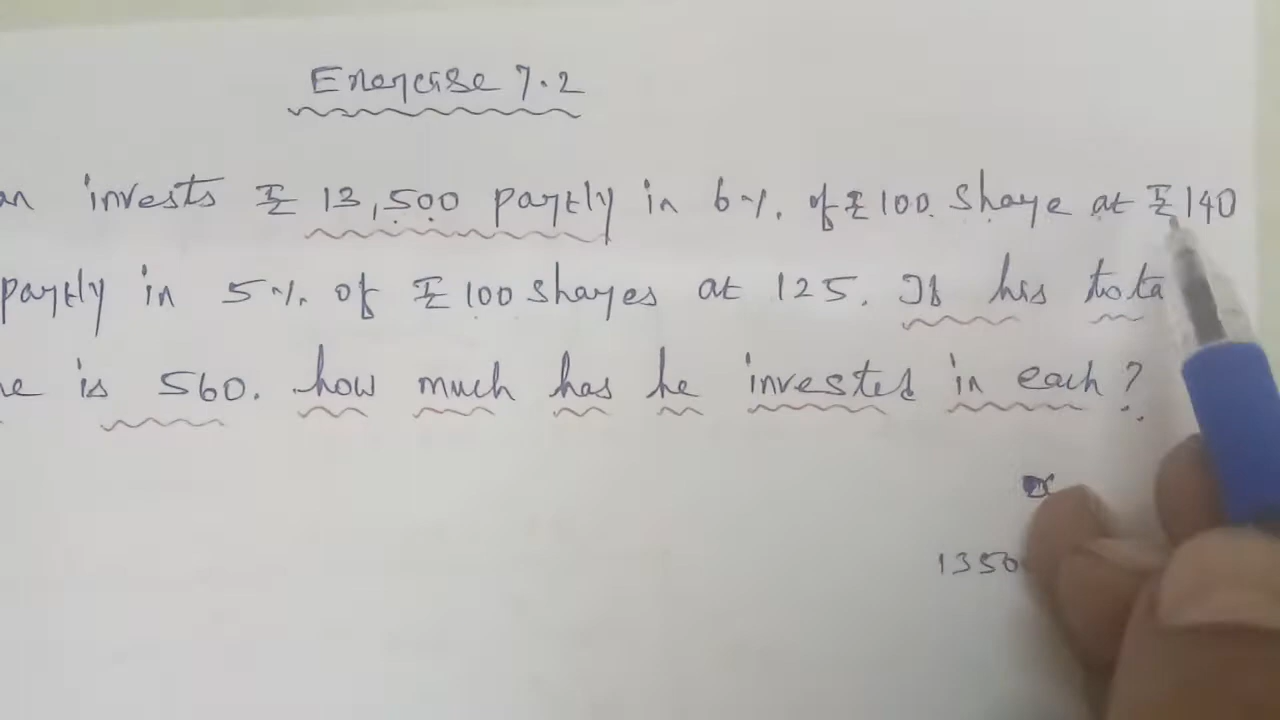 Exercise 7.2
an invests ₹ 13,500 partly in 6%. of ₹100. Share at ₹140
partly in 5%. of ₹100 Shares at 125. If his tota
e is 560. how much has he invested in each?
x
1350